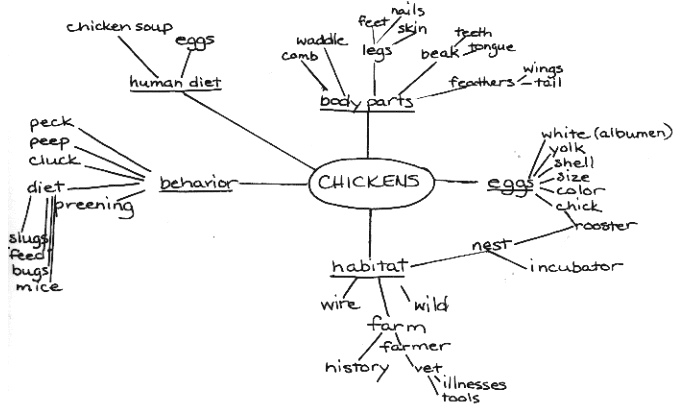 chicken soup
eggs
human diet
nails
feet
skin
legs
waddle
comb
teeth
tongue
beak
wings
feathers - tail
body parts
peck
peep
cluck
diet
preening
behavior
slugs
feed
bugs
mice
CHICKENS
eggs
white (albumen)
yolk
shell
size
color
chick
rooster
nest
incubator
habitat
wire
wild
farm
farmer
history
vet
illnesses
tools